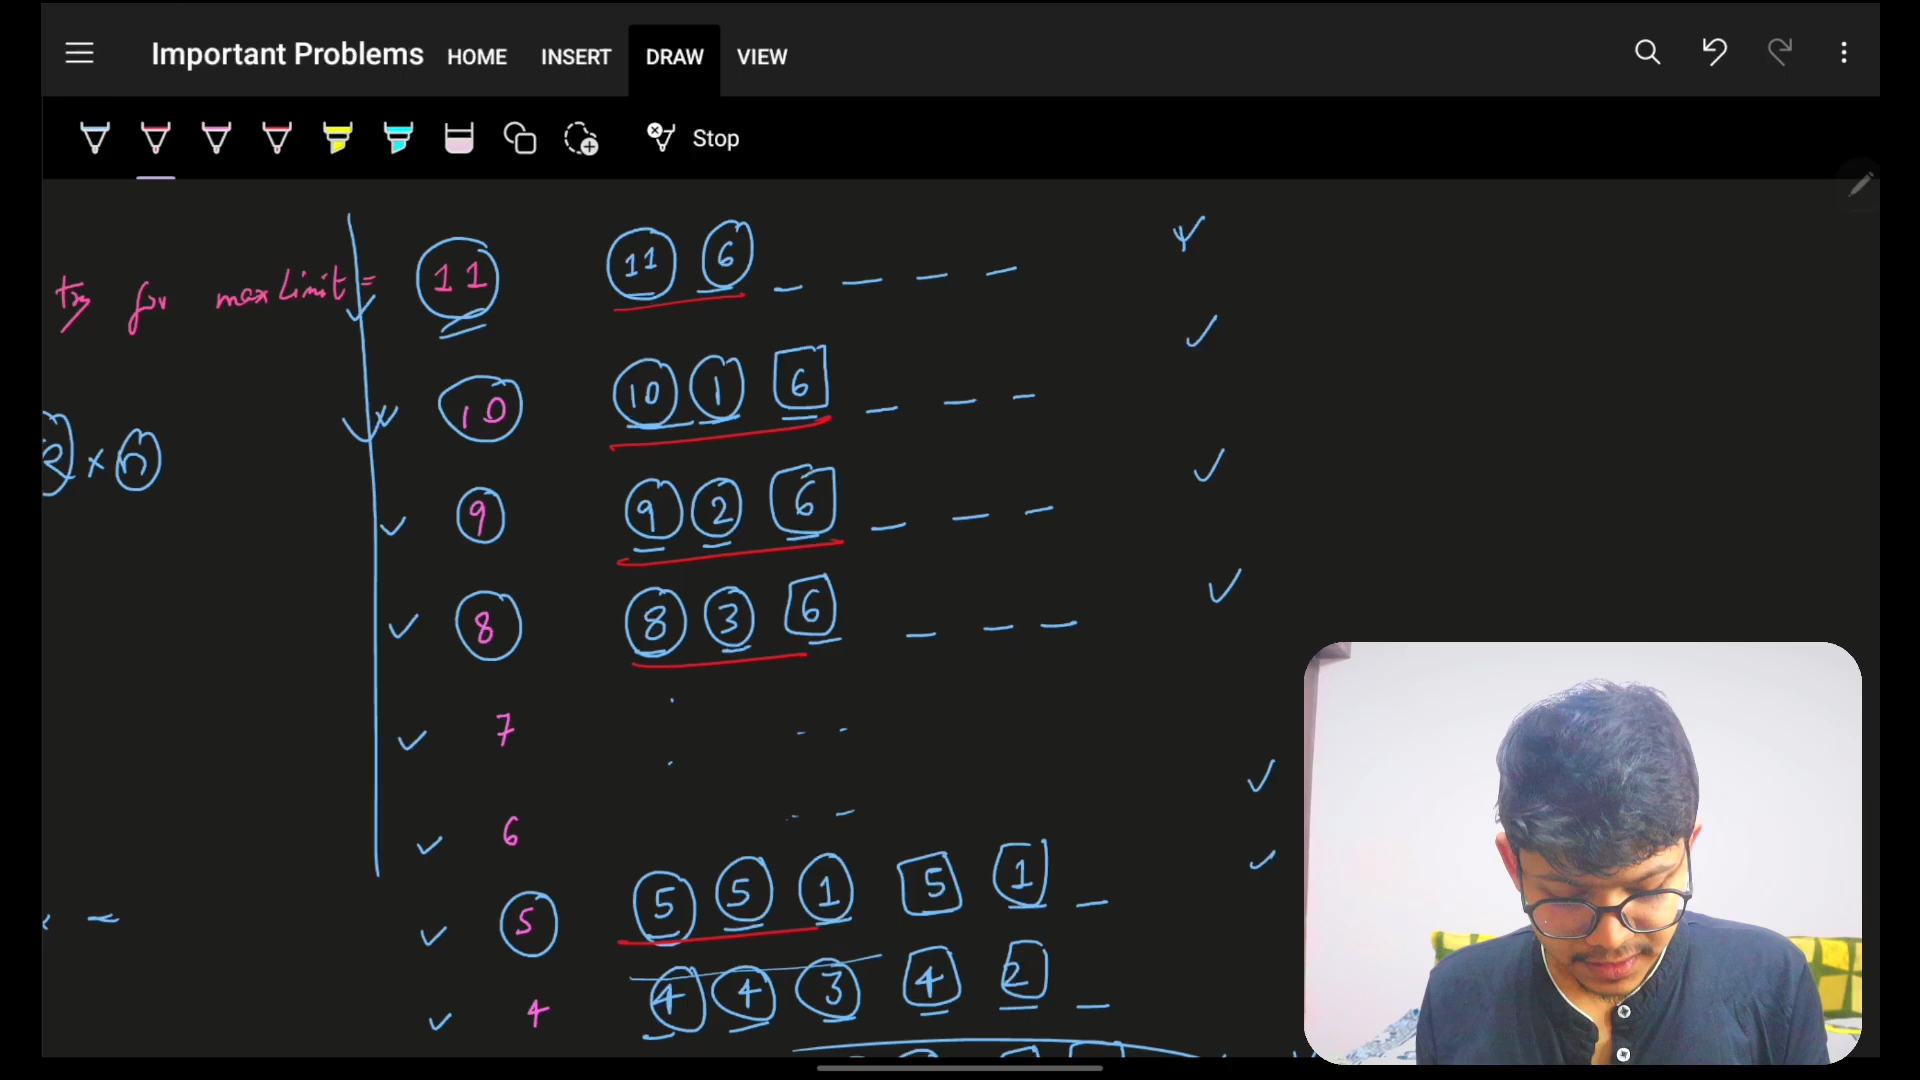 Important Problems HOME INSERT DRAW VIEW
Stop
try for maxLimit = 11 11 6 _ _ _ _
10 10 1 6 _ _ _
x n
9 9 2 6 _ _ _
8 8 3 6 _ _ _
7
6
5 5 5 1 5 1 _
4 4 4 3 4 2 _